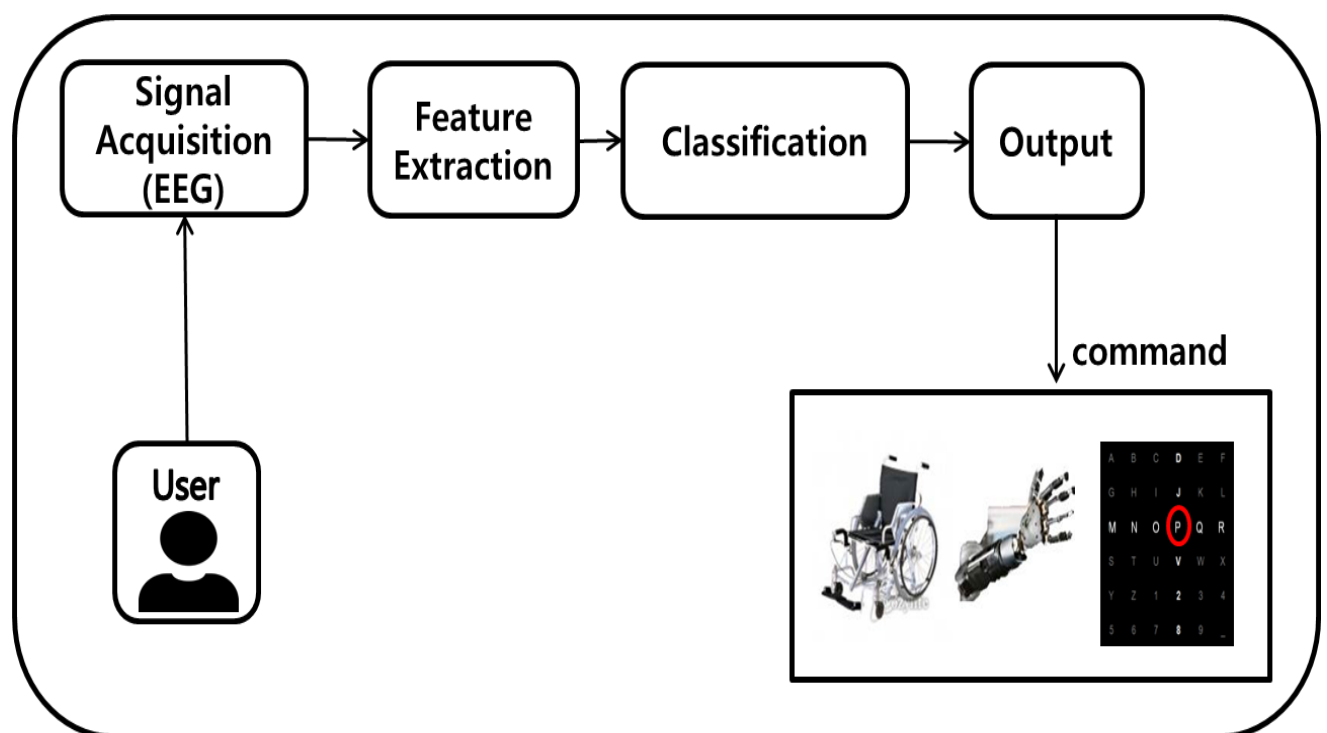 Signal
Acquisition
(EEG)
Feature
Extraction
Classification
Output
command
User
A B C D E F
G H I J K L
M N O P Q R
S T U V W X
Y Z 1 2 3 4
5 6 7 8 9 _